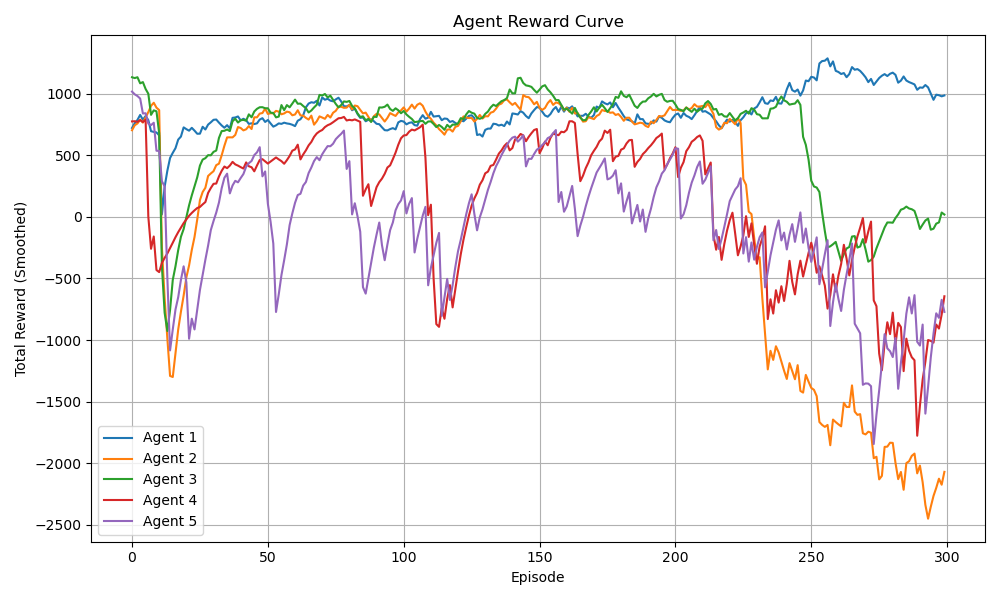 Agent Reward Curve
Total Reward (Smoothed)
1000
500
0
−500
−1000
−1500
−2000
−2500
Agent 1
Agent 2
Agent 3
Agent 4
Agent 5
0 50 100 150 200 250 300
Episode